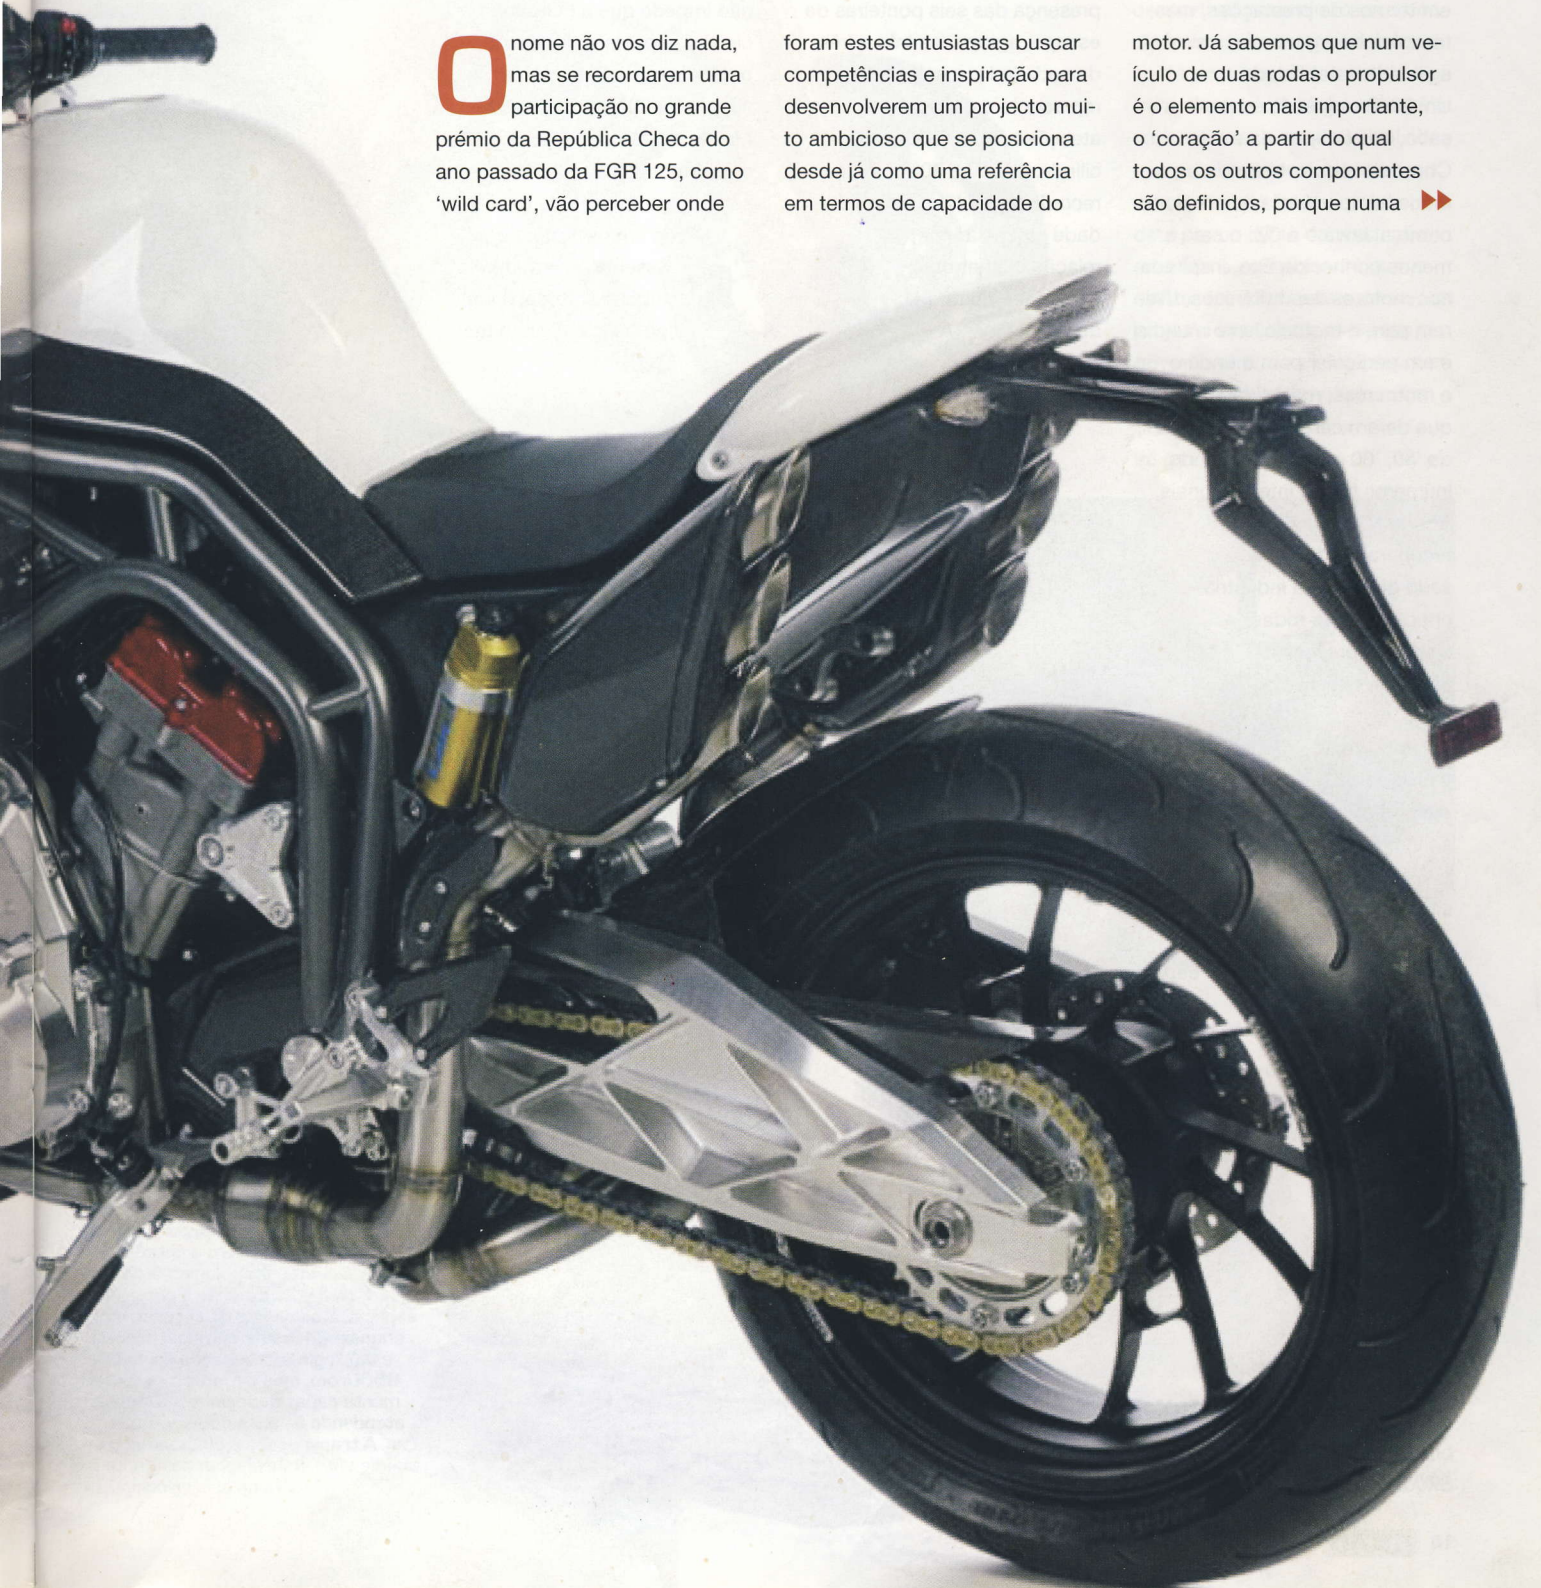 O nome não vos diz nada,
mas se recordarem uma
participação no grande
prémio da República Checa do
ano passado da FGR 125, como
‘wild card’, vão perceber onde
foram estes entusiastas buscar
competências e inspiração para
desenvolverem um projecto mui-
to ambicioso que se posiciona
desde já como uma referência
em termos de capacidade do
motor. Já sabemos que num ve-
ículo de duas rodas o propulsor
é o elemento mais importante,
o ‘coração’ a partir do qual
todos os outros componentes
são definidos, porque numa